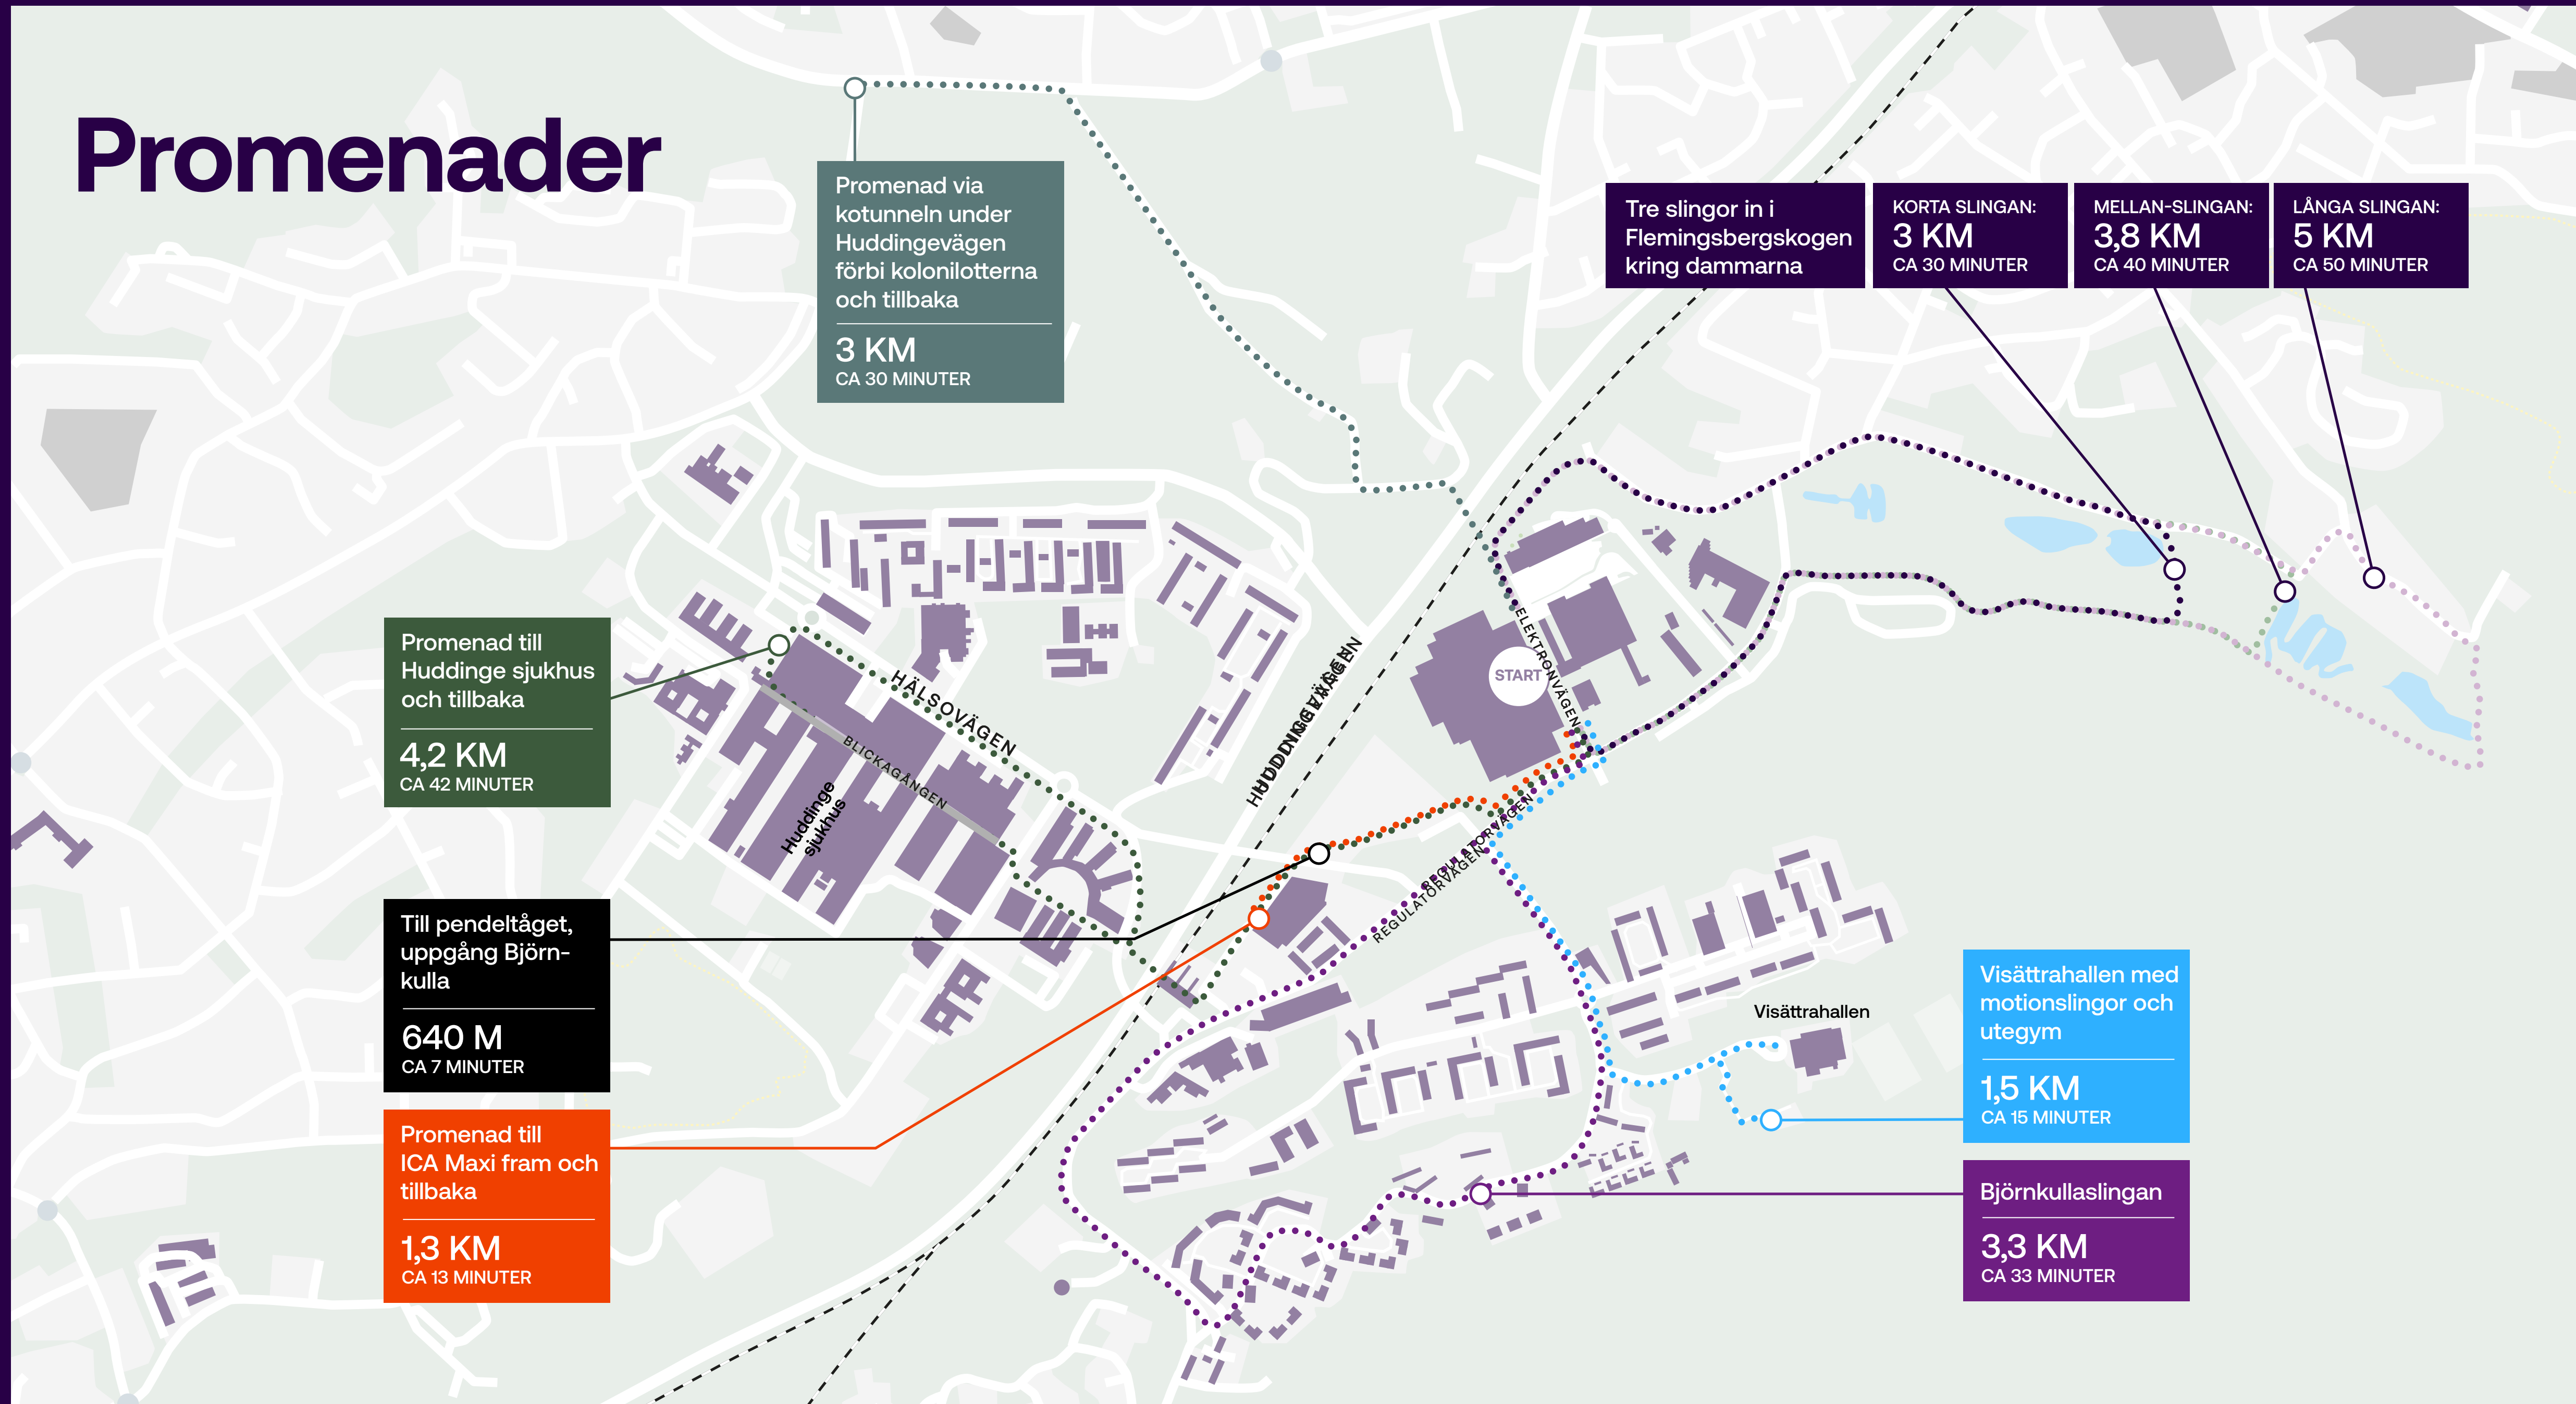 Promenader
Promenad via
kotunneln under
Huddingevägen
förbi kolonilotterna
och tillbaka
3 KM
CA 30 MINUTER
Tre slingor in i
Flemingsbergskogen
kring dammarna
KORTA SLINGAN:
3 KM
CA 30 MINUTER
MELLAN-SLINGAN:
3,8 KM
CA 40 MINUTER
LÅNGA SLINGAN:
5 KM
CA 50 MINUTER
Promenad till
Huddinge sjukhus
och tillbaka
4,2 KM
CA 42 MINUTER
HÄLSOVÄGEN
BLICKAGÅNGEN
Huddinge
sjukhus
HUDDINGEVÄGEN
HUDDINGEVÄGEN
ELEKTRONVÄGEN
START
REGULATORVÄGEN
REGULATORVÄGEN
Till pendeltåget,
uppgång Björn-
kulla
640 M
CA 7 MINUTER
Promenad till
ICA Maxi fram och
tillbaka
1,3 KM
CA 13 MINUTER
Visättrahallen
Visättrahallen med
motionslingor och
utegym
1,5 KM
CA 15 MINUTER
Björnkullaslingan
3,3 KM
CA 33 MINUTER